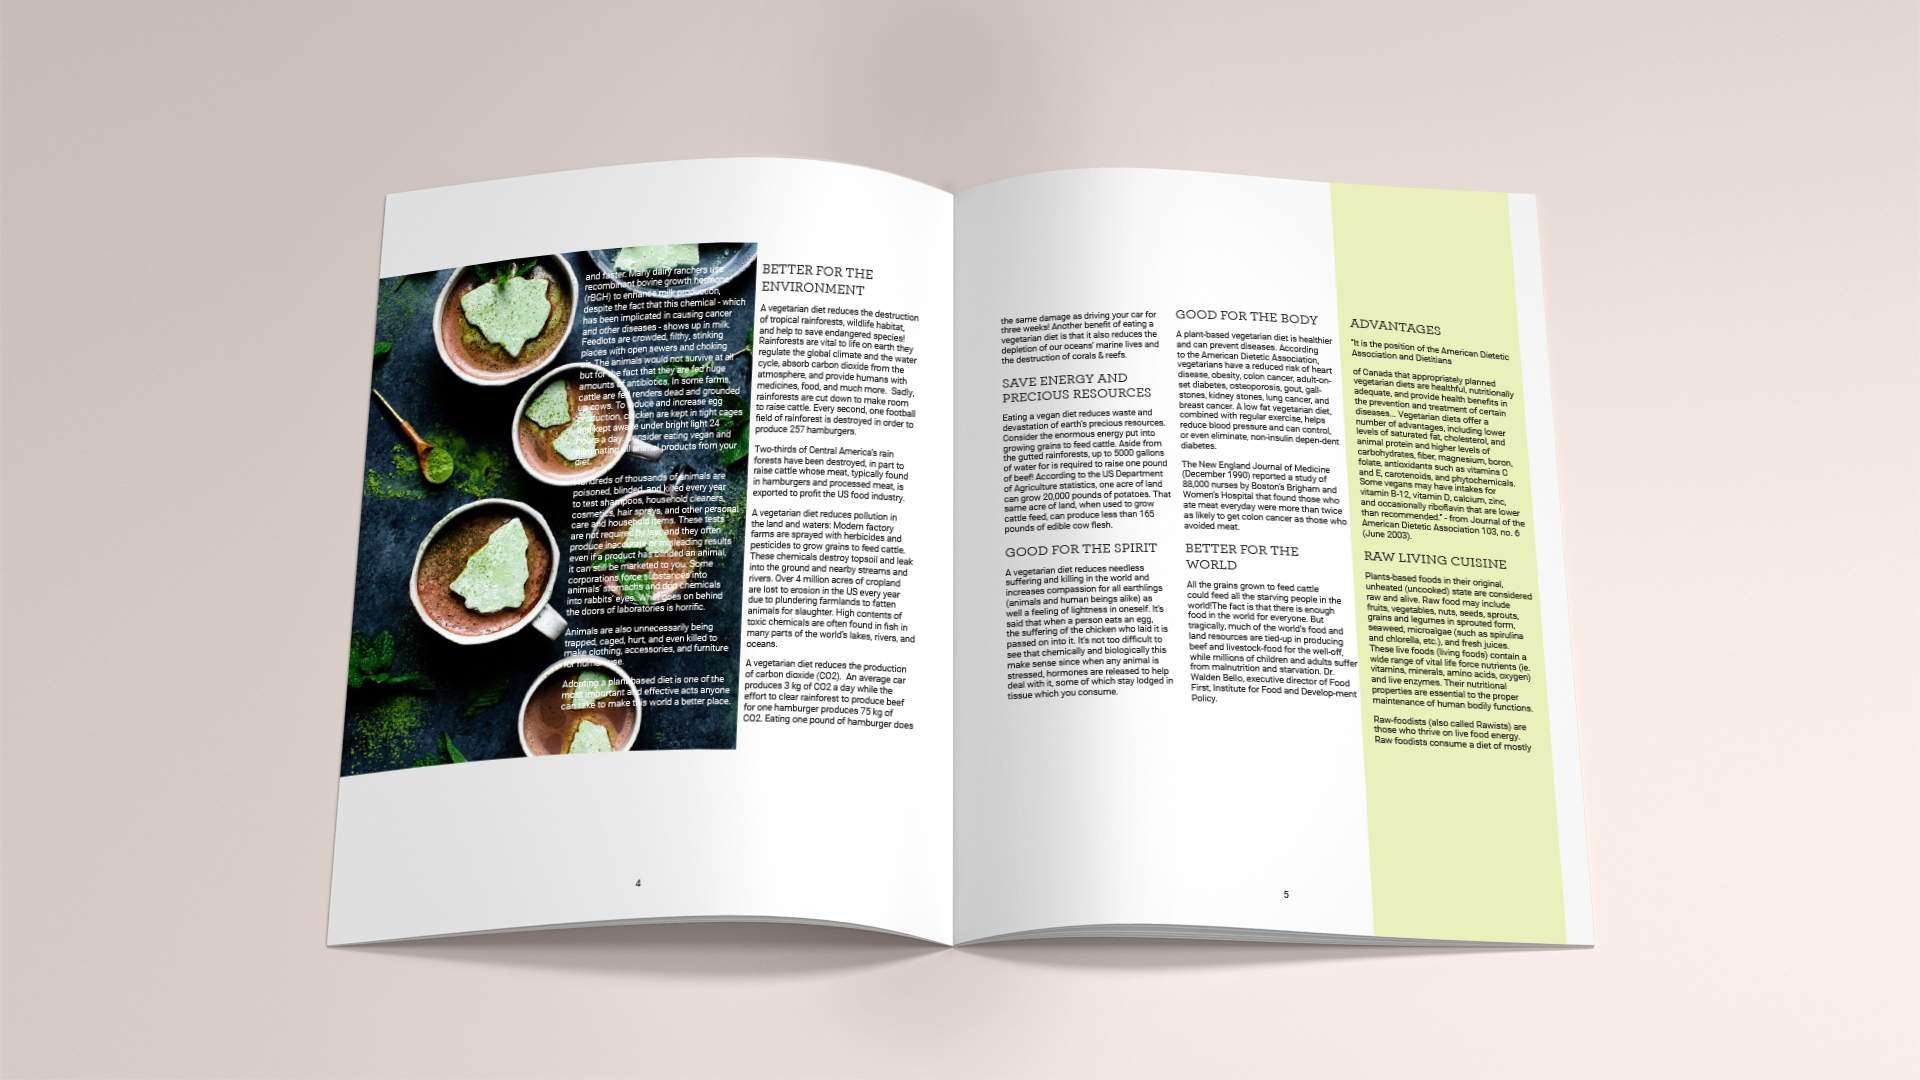 and faster. Many dairy ranchers use
recombinant bovine growth hormone
(rBGH) to enhance milk production,
despite the fact that this chemical - which
has been implicated in causing cancer
and other diseases - shows up in milk.
Feedlots are crowded, filthy, stinking
places with open sewers and choking
air. The animals would not survive at all
but for the fact that they are fed huge
amounts of antibiotics. In some farms,
cattle are fed renders dead and grounded
up cows. To reduce and increase egg
production, chicken are kept in tight cages
and kept awake under bright light 24
hours a day. Consider eating vegan and
eliminating all animal products from your
diet.
Hundreds of thousands of animals are
poisoned, blinded, and killed every year
to test shampoos, household cleaners,
cosmetics, hair sprays, and other personal
care and household items. These tests
are not required by law, and they often
produce inaccurate or misleading results
even if a product has blinded an animal,
it can still be marketed to you. Some
corporations force substances into
animals' stomachs and drip chemicals
into rabbits' eyes. What goes on behind
the doors of laboratories is horrific.
Animals are also unnecessarily being
trapped, caged, hurt, and even killed to
make clothing, accessories, and furniture
for human use.
Adopting a plant-based diet is one of the
most important and effective acts anyone
can take to make this world a better place.
BETTER FOR THE
ENVIRONMENT
A vegetarian diet reduces the destruction
of tropical rainforests, wildlife habitat,
and help to save endangered species!
Rainforests are vital to life on earth they
regulate the global climate and the water
cycle, absorb carbon dioxide from the
atmosphere, and provide humans with
medicines, food, and much more. Sadly,
rainforests are cut down to make room
to raise cattle. Every second, one football
field of rainforest is destroyed in order to
produce 257 hamburgers.
Two-thirds of Central America's rain
forests have been destroyed, in part to
raise cattle whose meat, typically found
in hamburgers and processed meat, is
exported to profit the US food industry.
A vegetarian diet reduces pollution in
the land and waters: Modern factory
farms are sprayed with herbicides and
pesticides to grow grains to feed cattle.
These chemicals destroy topsoil and leak
into the ground and nearby streams and
rivers. Over 4 million acres of cropland
are lost to erosion in the US every year
due to plundering farmlands to fatten
animals for slaughter. High contents of
toxic chemicals are often found in fish in
many parts of the world's lakes, rivers, and
oceans.
A vegetarian diet reduces the production
of carbon dioxide (CO2). An average car
produces 3 kg of CO2 a day while the
effort to clear rainforest to produce beef
for one hamburger produces 75 kg of
CO2. Eating one pound of hamburger does
4
the same damage as driving your car for
three weeks! Another benefit of eating a
vegetarian diet is that it also reduces the
depletion of our oceans' marine lives and
the destruction of corals & reefs.
SAVE ENERGY AND
PRECIOUS RESOURCES
Eating a vegan diet reduces waste and
devastation of earth's precious resources.
Consider the enormous energy put into
growing grains to feed cattle. Aside from
the gutted rainforests, up to 5000 gallons
of water for is required to raise one pound
of beef! According to the US Department
of Agriculture statistics, one acre of land
can grow 20,000 pounds of potatoes. That
same acre of land, when used to grow
cattle feed, can produce less than 165
pounds of edible cow flesh.
GOOD FOR THE SPIRIT
A vegetarian diet reduces needless
suffering and killing in the world and
increases compassion for all earthlings
(animals and human beings alike) as
well a feeling of lightness in oneself. It's
said that when a person eats an egg,
the suffering of the chicken who laid it is
passed on into it. It's not too difficult to
see that chemically and biologically this
make sense since when any animal is
stressed, hormones are released to help
deal with it, some of which stay lodged in
tissue which you consume.
GOOD FOR THE BODY
A plant-based vegetarian diet is healthier
and can prevent diseases. According
to the American Dietetic Association,
vegetarians have a reduced risk of heart
disease, obesity, colon cancer, adult-on-
set diabetes, osteoporosis, gout, gall-
stones, kidney stones, lung cancer, and
breast cancer. A low fat vegetarian diet,
combined with regular exercise, helps
reduce blood pressure and can control,
or even eliminate, non-insulin depen-dent
diabetes.
The New England Journal of Medicine
(December 1990) reported a study of
88,000 nurses by Boston's Brigham and
Women's Hospital that found those who
ate meat everyday were more than twice
as likely to get colon cancer as those who
avoided meat.
BETTER FOR THE
WORLD
All the grains grown to feed cattle
could feed all the starving people in the
world!The fact is that there is enough
food in the world for everyone. But
tragically, much of the world's food and
land resources are tied-up in producing
beef and livestock-food for the well-off,
while millions of children and adults suffer
from malnutrition and starvation. Dr.
Walden Bello, executive director of Food
First, Institute for Food and Develop-ment
Policy.
ADVANTAGES
"It is the position of the American Dietetic
Association and Dietitians
of Canada that appropriately planned
vegetarian diets are healthful, nutritionally
adequate, and provide health benefits in
the prevention and treatment of certain
diseases... Vegetarian diets offer a
number of advantages, including lower
levels of saturated fat, cholesterol, and
animal protein and higher levels of
carbohydrates, fiber, magnesium, boron,
folate, antioxidants such as vitamins C
and E, carotenoids, and phytochemicals.
Some vegans may have intakes for
vitamin B-12, vitamin D, calcium, zinc,
and occasionally riboflavin that are lower
than recommended." - from Journal of the
American Dietetic Association 103, no. 6
(June 2003).
RAW LIVING CUISINE
Plants-based foods in their original,
unheated (uncooked) state are considered
raw and alive. Raw food may include
fruits, vegetables, nuts, seeds, sprouts,
grains and legumes in sprouted form,
seaweed, microalgae (such as spirulina
and chlorella, etc.), and fresh juices.
These live foods (living foods) contain a
wide range of vital life force nutrients (ie.
vitamins, minerals, amino acids, oxygen)
and live enzymes. Their nutritional
properties are essential to the proper
maintenance of human bodily functions.
Raw-foodists (also called Rawists) are
those who thrive on live food energy.
Raw foodists consume a diet of mostly
5